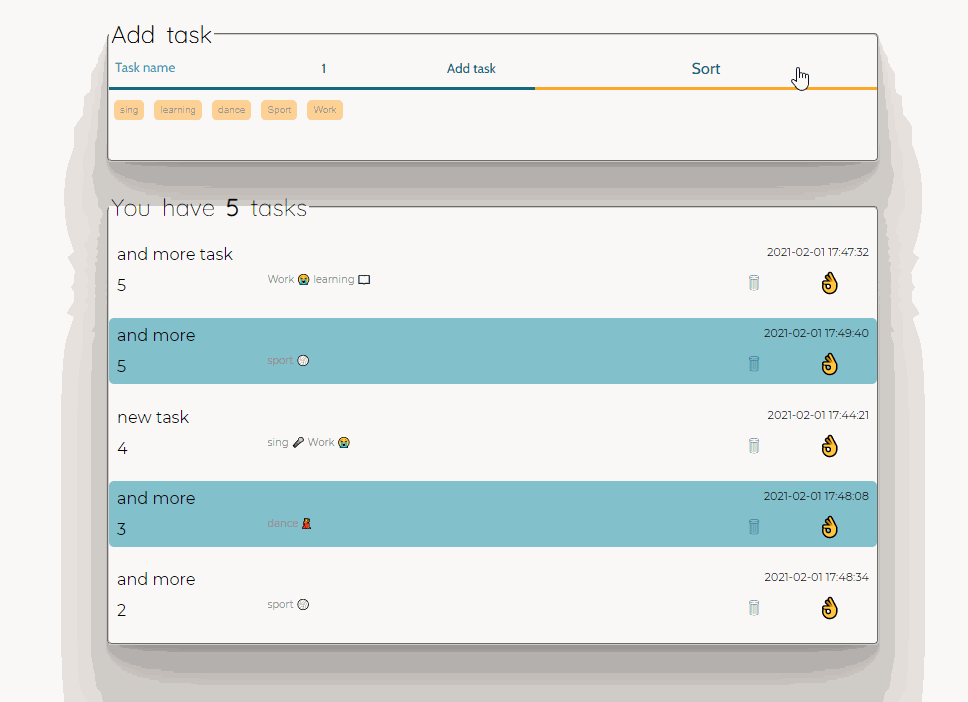 Add task
Task name 1 Add task Sort
sing learning dance Sport Work
You have 5 tasks
and more task 2021-02-01 17:47:32
5 Work 😭 learning 📖
and more 2021-02-01 17:49:40
5 sport 🏐
new task 2021-02-01 17:44:21
4 sing 🎤 Work 😭
and more 2021-02-01 17:48:08
3 dance 💃
and more 2021-02-01 17:48:34
2 sport 🏐